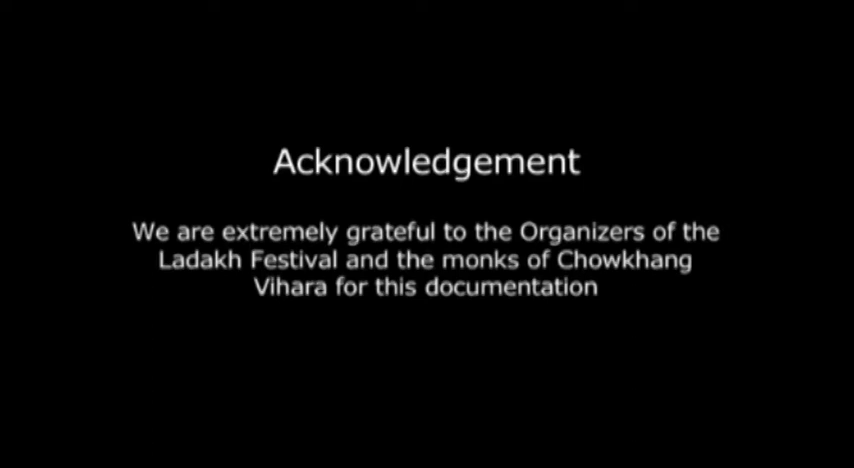 Acknowledgement
We are extremely grateful to the Organizers of the
Ladakh Festival and the monks of Chowkhang
Vihara for this documentation